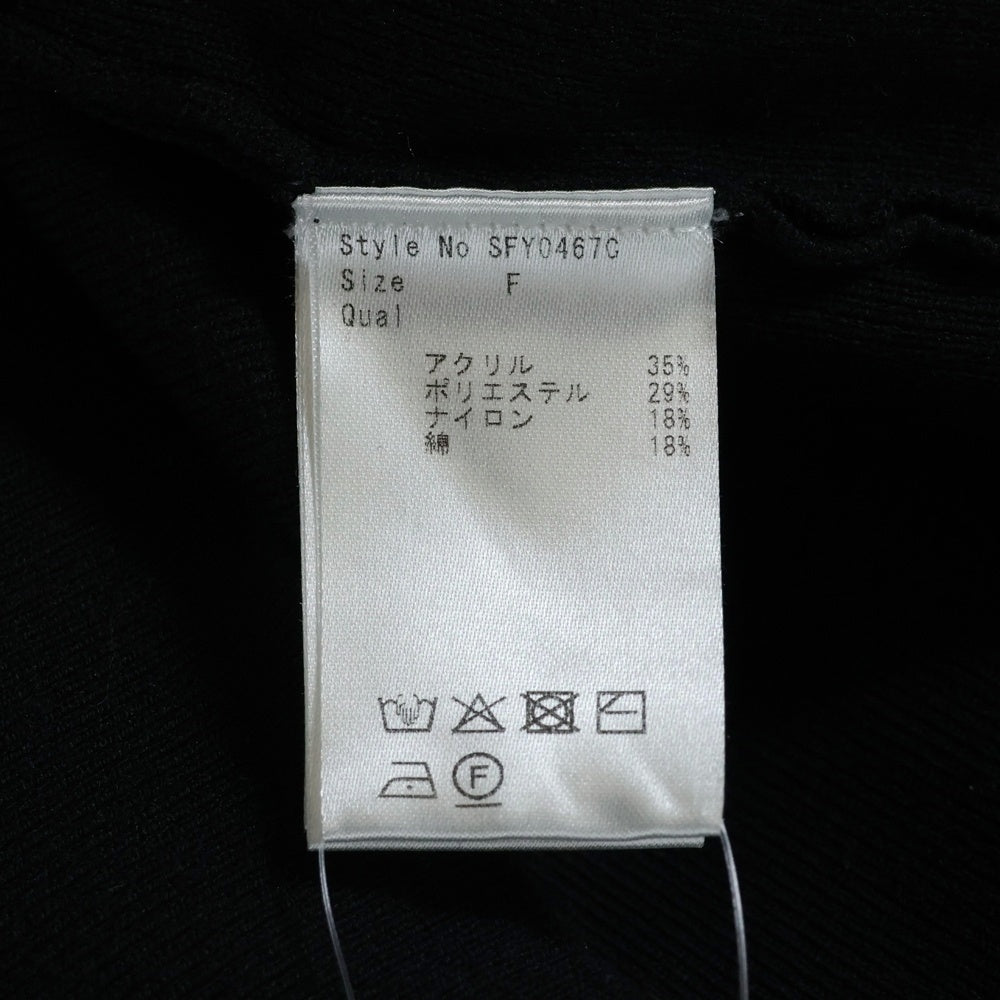 Style No SFY0467C
Size F
Qual
アクリル 35%
ポリエステル 29%
ナイロン 18%
綿 18%
F